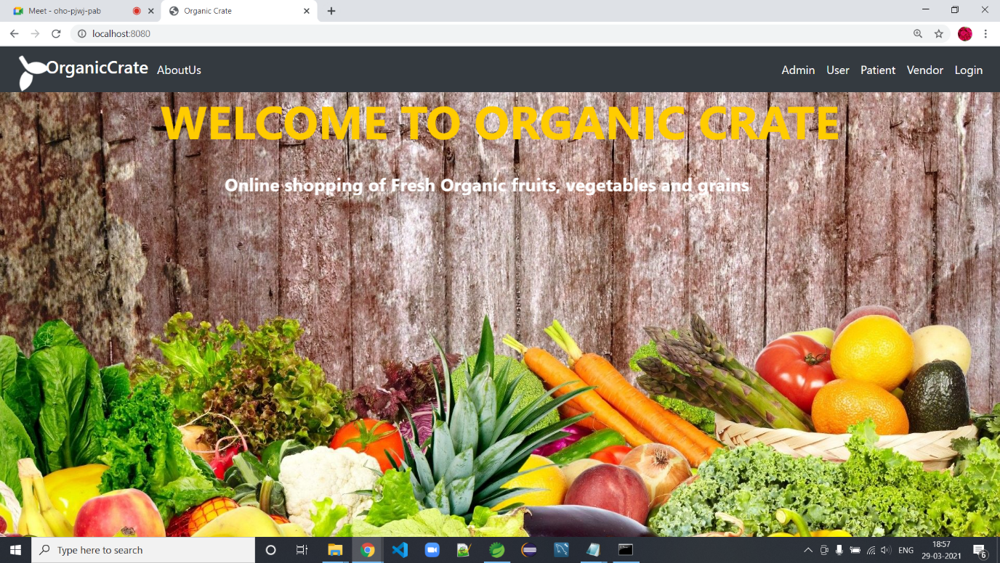 Meet - oho-pjwj-pab
Organic Crate
localhost:8080
OrganicCrate
AboutUs
Admin
User
Patient
Vendor
Login
WELCOME TO ORGANIC CRATE
Online shopping of Fresh Organic fruits, vegetables and grains
Type here to search
ENG
18:57
29-03-2021
6